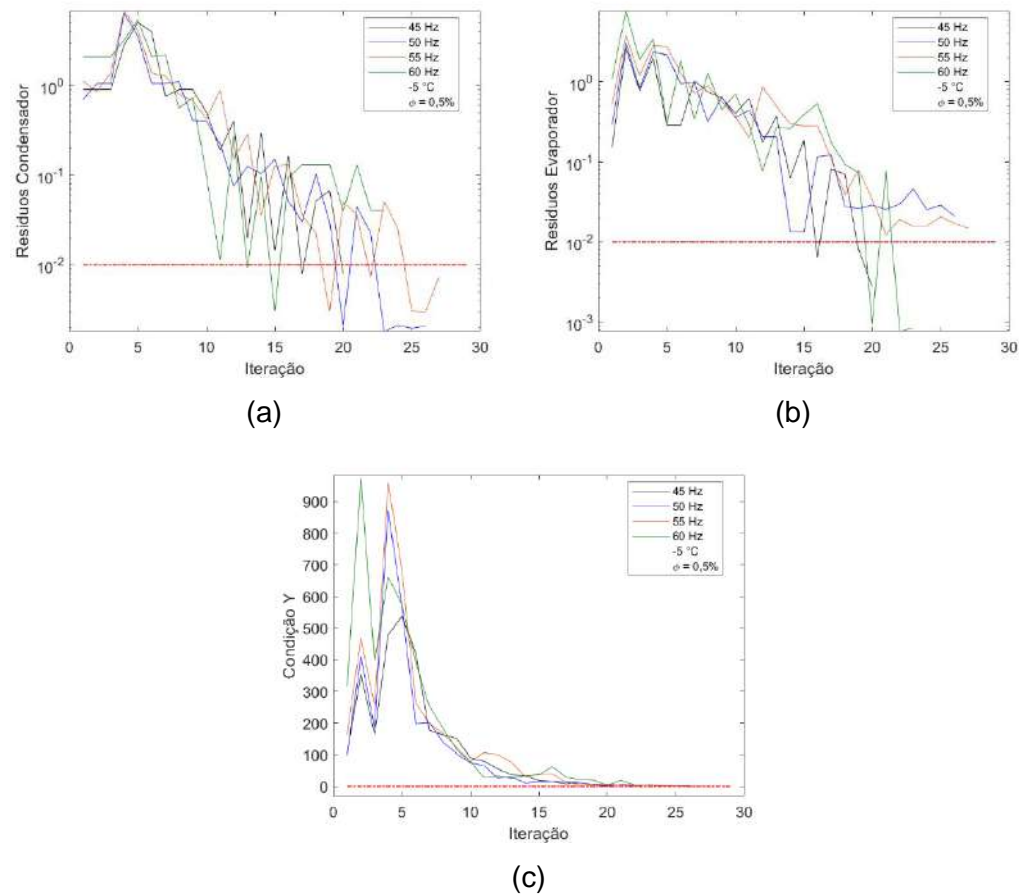 45 Hz
50 Hz
55 Hz
60 Hz
-5 °C
ϕ = 0,5%
Resíduos Condensador
10^0
10^-1
10^-2
0 5 10 15 20 25 30
Iteração
(a)
45 Hz
50 Hz
55 Hz
60 Hz
-5 °C
ϕ = 0,5%
Resíduos Evaporador
10^0
10^-1
10^-2
10^-3
0 5 10 15 20 25 30
Iteração
(b)
45 Hz
50 Hz
55 Hz
60 Hz
-5 °C
ϕ = 0,5%
Condição Y
900
800
700
600
500
400
300
200
100
0
0 5 10 15 20 25 30
Iteração
(c)